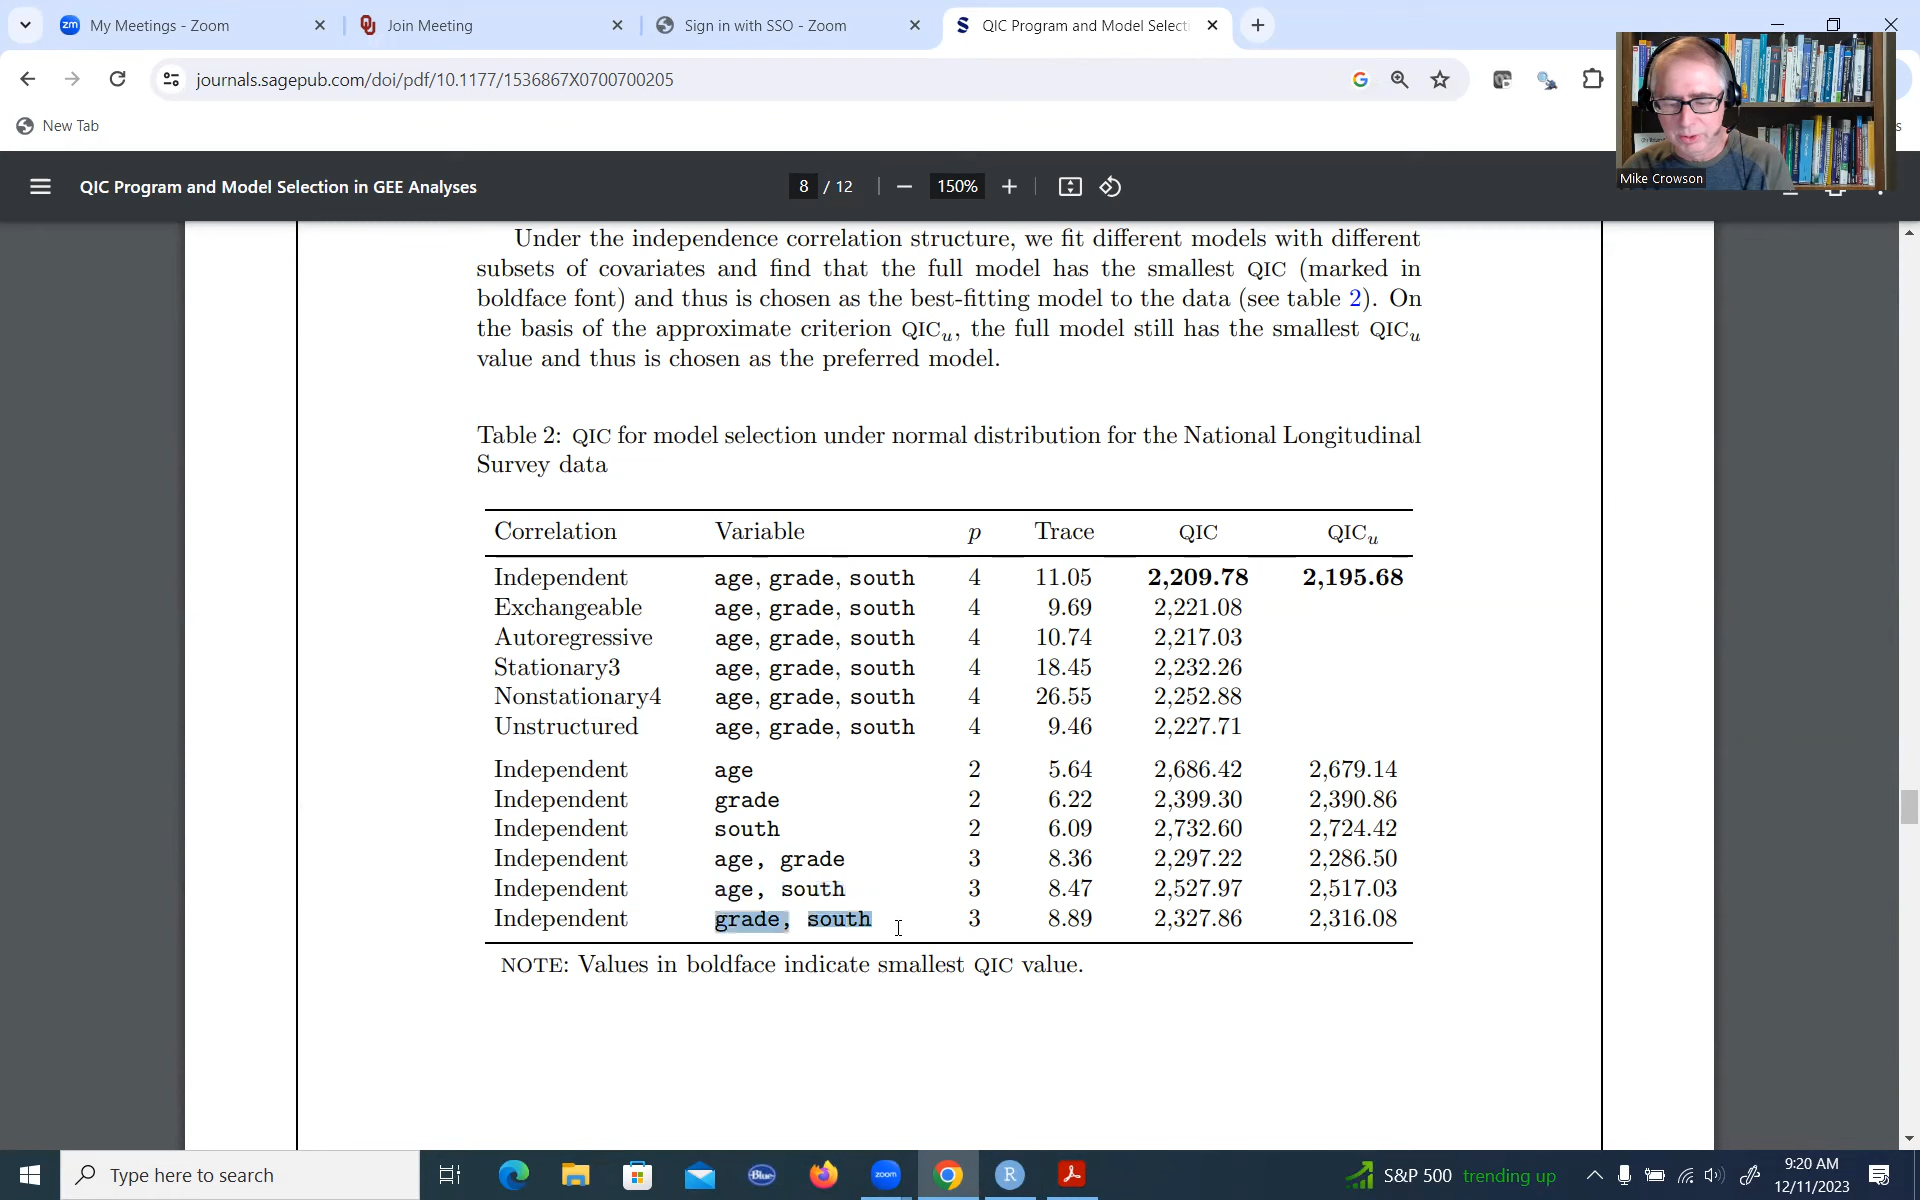 zm My Meetings - Zoom
Join Meeting
Sign in with SSO - Zoom
S QIC Program and Model Selecti
journals.sagepub.com/doi/pdf/10.1177/1536867X0700700205
New Tab
Mike Crowson
QIC Program and Model Selection in GEE Analyses
8 / 12
150%
Under the independence correlation structure, we fit different models with different
subsets of covariates and find that the full model has the smallest QIC (marked in
boldface font) and thus is chosen as the best-fitting model to the data (see table 2). On
the basis of the approximate criterion QICu, the full model still has the smallest QICu
value and thus is chosen as the preferred model.
Table 2: QIC for model selection under normal distribution for the National Longitudinal
Survey data
Correlation Variable p Trace QIC QICu
Independent age, grade, south 4 11.05 2,209.78 2,195.68
Exchangeable age, grade, south 4 9.69 2,221.08
Autoregressive age, grade, south 4 10.74 2,217.03
Stationary3 age, grade, south 4 18.45 2,232.26
Nonstationary4 age, grade, south 4 26.55 2,252.88
Unstructured age, grade, south 4 9.46 2,227.71
Independent age 2 5.64 2,686.42 2,679.14
Independent grade 2 6.22 2,399.30 2,390.86
Independent south 2 6.09 2,732.60 2,724.42
Independent age, grade 3 8.36 2,297.22 2,286.50
Independent age, south 3 8.47 2,527.97 2,517.03
Independent grade, south 3 8.89 2,327.86 2,316.08
NOTE: Values in boldface indicate smallest QIC value.
Type here to search
Blue
zoom
R
S&P 500 trending up
9:20 AM
12/11/2023